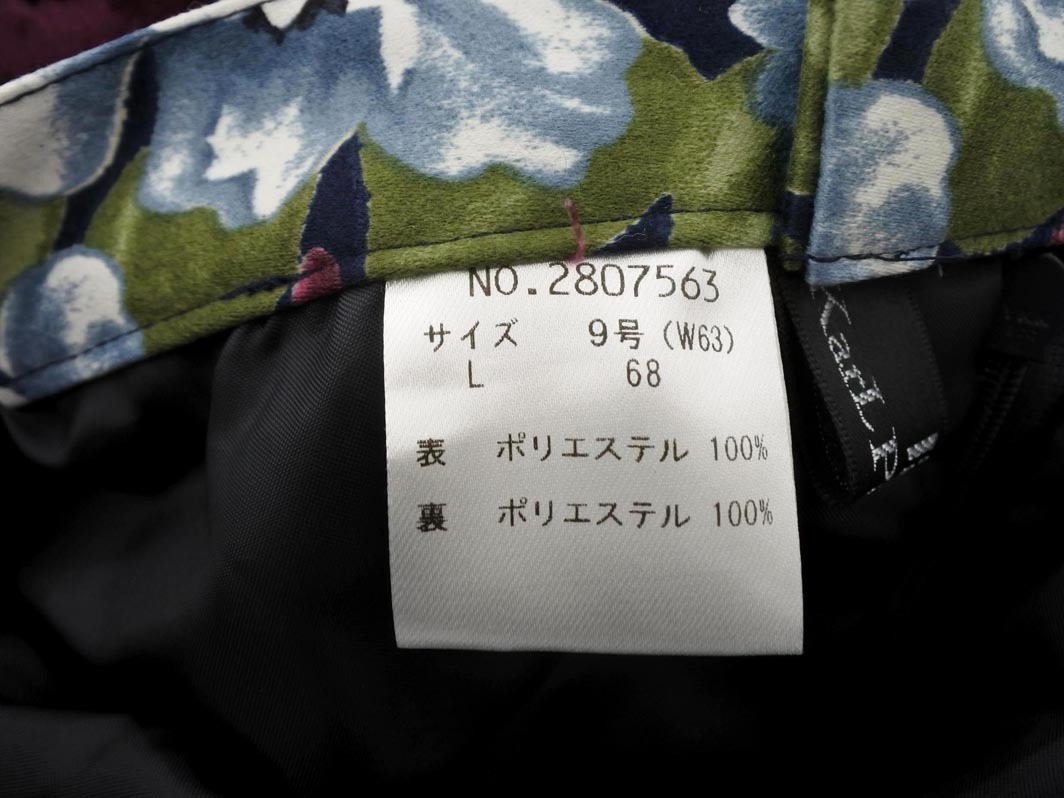 NO.2807563
サイズ 9号(W63)
L 68
表 ポリエステル 100%
裏 ポリエステル 100%
Karl